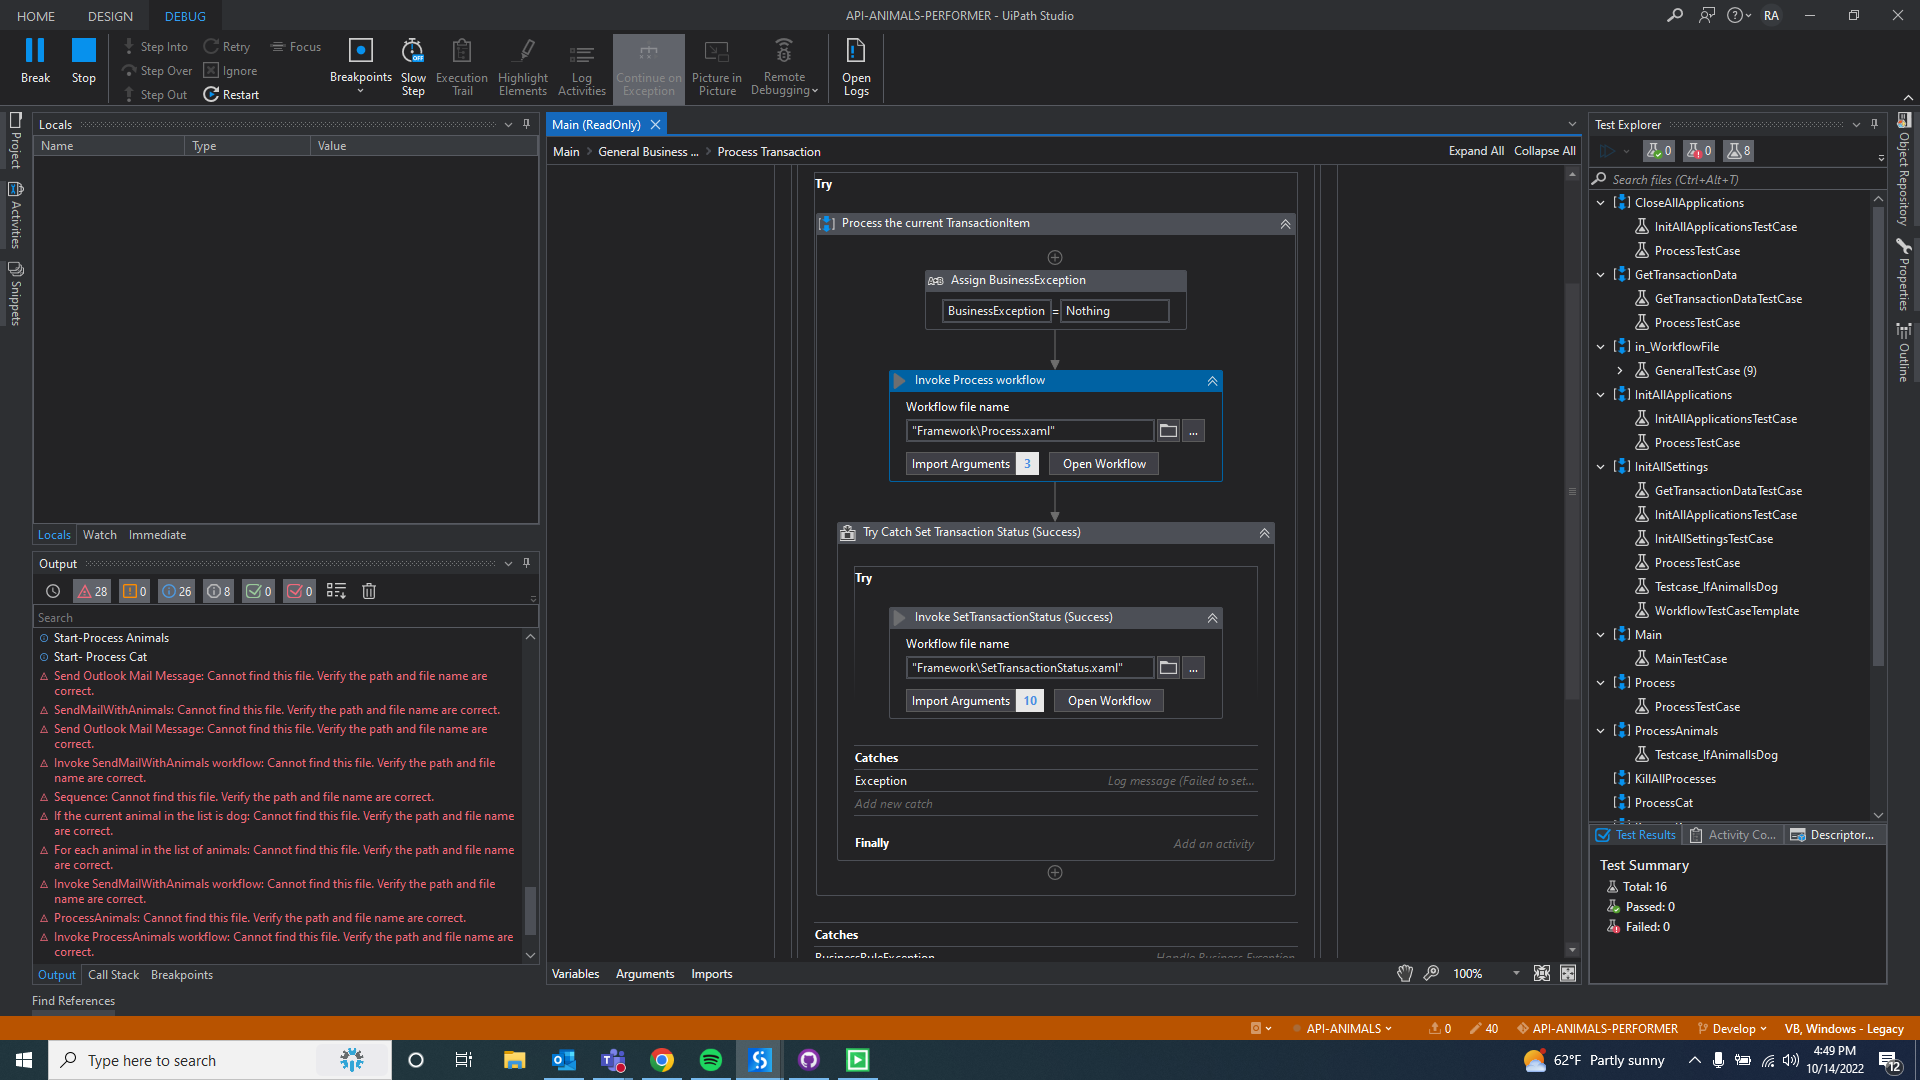 HOME DESIGN DEBUG
API-ANIMALS-PERFORMER - UiPath Studio
RA
Break
Stop
Step Into
Step Over
Step Out
Retry
Ignore
Restart
Focus
Breakpoints
Slow
Step
Execution
Trail
Highlight
Elements
Log
Activities
Continue on
Exception
Picture in
Picture
Remote
Debugging
Open
Logs
Project
Activities
Snippets
Locals
Name Type Value
Locals Watch Immediate
Output
28 0 26 8 0 0
Search
Start-Process Animals
Start- Process Cat
Send Outlook Mail Message: Cannot find this file. Verify the path and file name are
correct.
SendMailWithAnimals: Cannot find this file. Verify the path and file name are correct.
Send Outlook Mail Message: Cannot find this file. Verify the path and file name are
correct.
Invoke SendMailWithAnimals workflow: Cannot find this file. Verify the path and file
name are correct.
Sequence: Cannot find this file. Verify the path and file name are correct.
If the current animal in the list is dog: Cannot find this file. Verify the path and file name
are correct.
For each animal in the list of animals: Cannot find this file. Verify the path and file name
are correct.
Invoke SendMailWithAnimals workflow: Cannot find this file. Verify the path and file
name are correct.
ProcessAnimals: Cannot find this file. Verify the path and file name are correct.
Invoke ProcessAnimals workflow: Cannot find this file. Verify the path and file name are
correct.
Output Call Stack Breakpoints
Find References
Main (ReadOnly)
Main > General Business ... > Process Transaction
Expand All Collapse All
Try
Process the current TransactionItem
A=B Assign BusinessException
BusinessException = Nothing
Invoke Process workflow
Workflow file name
"Framework\Process.xaml"
...
Import Arguments 3 Open Workflow
Try Catch Set Transaction Status (Success)
Try
Invoke SetTransactionStatus (Success)
Workflow file name
"Framework\SetTransactionStatus.xaml"
...
Import Arguments 10 Open Workflow
Catches
Exception Log message (Failed to set...
Add new catch
Finally Add an activity
Catches
BusinessRuleException Handle Business Exception
Variables Arguments Imports
100%
Test Explorer
0 0 8
Search files (Ctrl+Alt+T)
CloseAllApplications
InitAllApplicationsTestCase
ProcessTestCase
GetTransactionData
GetTransactionDataTestCase
ProcessTestCase
in_WorkflowFile
GeneralTestCase (9)
InitAllApplications
InitAllApplicationsTestCase
ProcessTestCase
InitAllSettings
GetTransactionDataTestCase
InitAllApplicationsTestCase
InitAllSettingsTestCase
ProcessTestCase
Testcase_IfAnimalIsDog
WorkflowTestCaseTemplate
Main
MainTestCase
Process
ProcessTestCase
ProcessAnimals
Testcase_IfAnimalIsDog
KillAllProcesses
ProcessCat
Test Results Activity Co... Descriptor...
Test Summary
Total: 16
Passed: 0
Failed: 0
Object Repository
Properties
Outline
API-ANIMALS 0 40 API-ANIMALS-PERFORMER Develop VB, Windows - Legacy
Type here to search
62°F Partly sunny
4:49 PM
10/14/2022
12